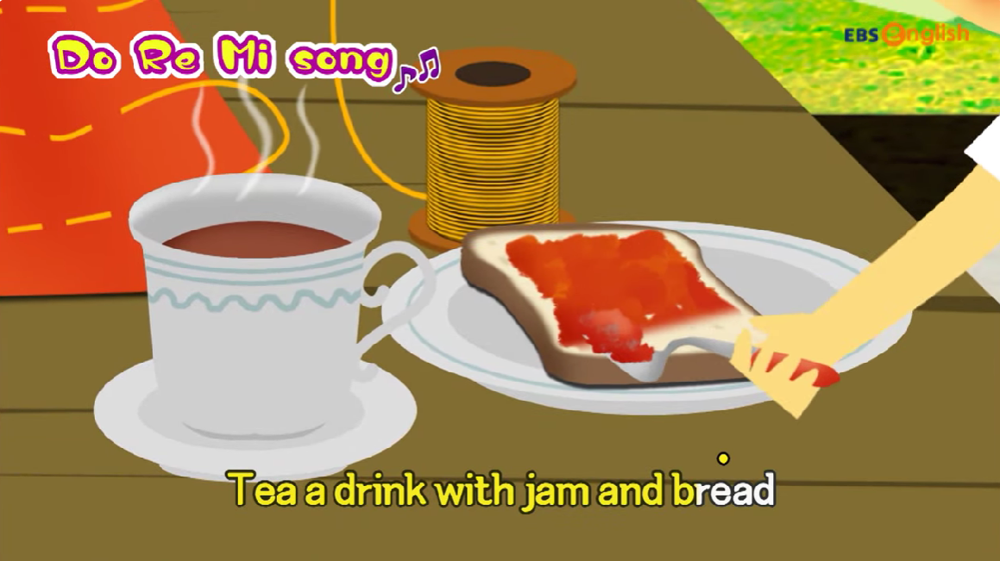 Do Re Mi song
EBS English
Tea a drink with jam and bread